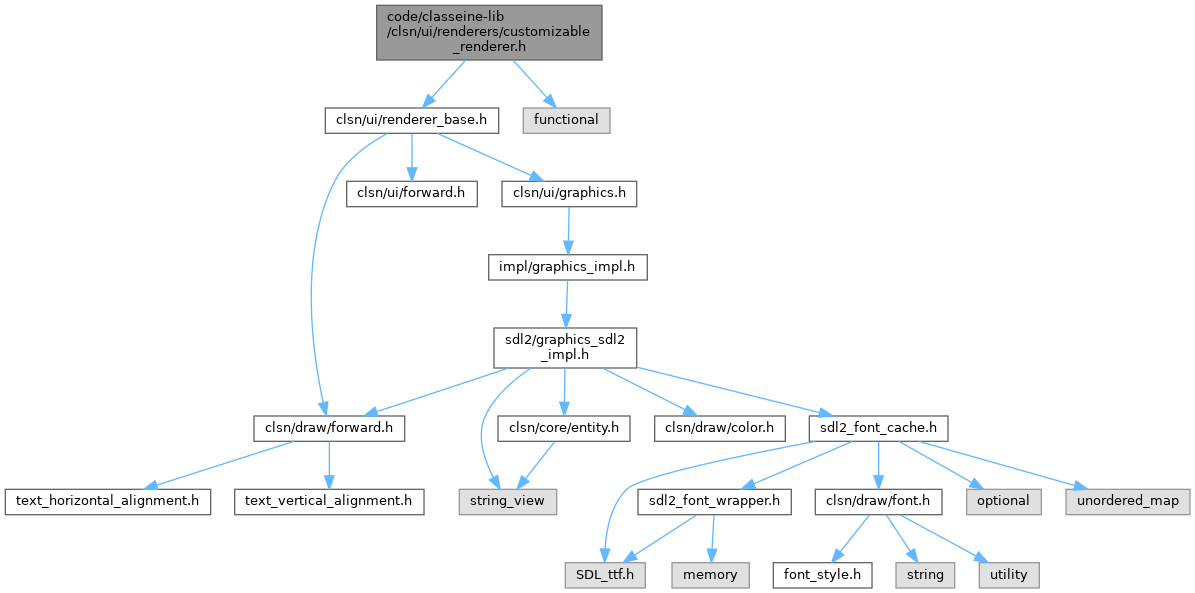 code/classeine-lib
/clsn/ui/renderers/customizable
_renderer.h
clsn/ui/renderer_base.h
functional
clsn/ui/forward.h
clsn/ui/graphics.h
impl/graphics_impl.h
sdl2/graphics_sdl2
_impl.h
clsn/draw/forward.h
clsn/core/entity.h
clsn/draw/color.h
sdl2_font_cache.h
text_horizontal_alignment.h
text_vertical_alignment.h
string_view
sdl2_font_wrapper.h
clsn/draw/font.h
optional
unordered_map
SDL_ttf.h
memory
font_style.h
string
utility